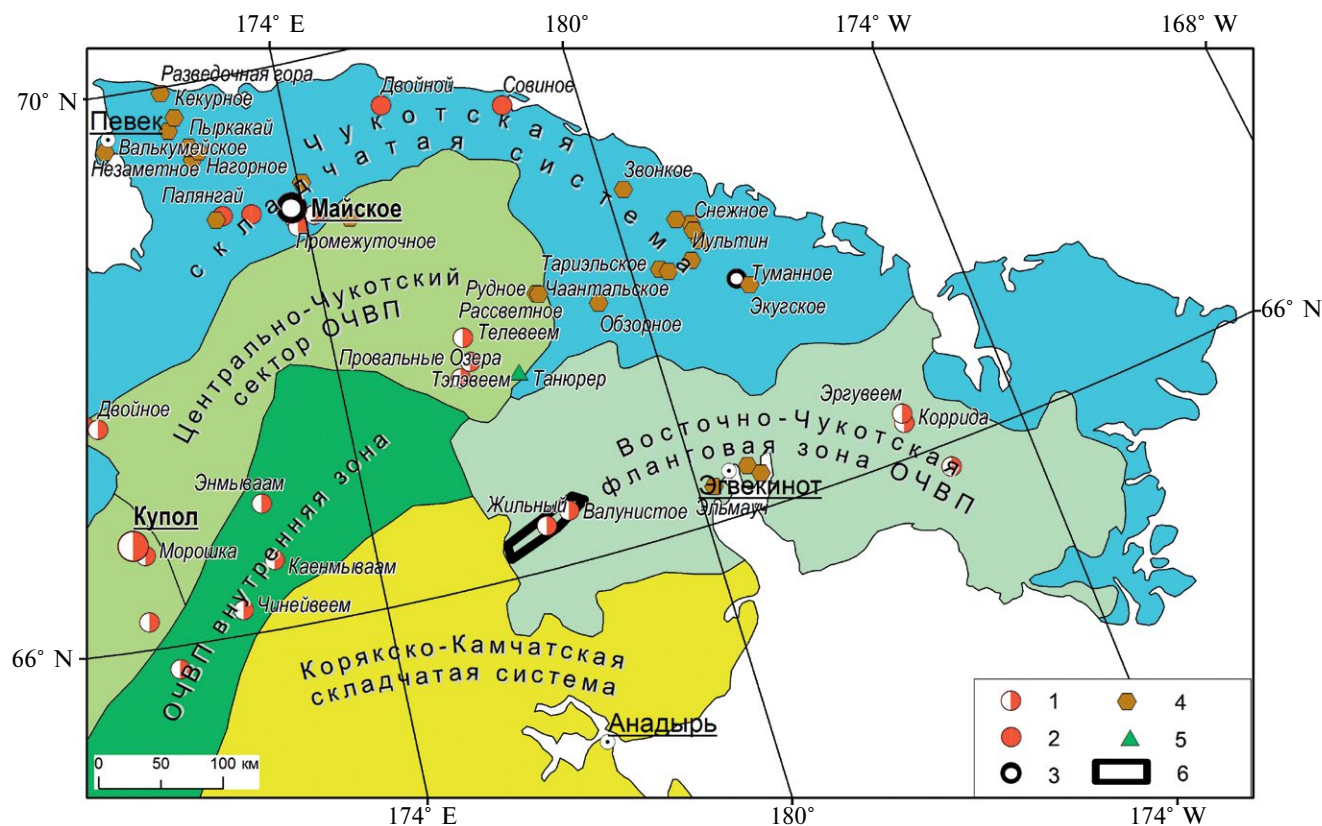 174° E
180°
174° W
168° W
70° N
Разведочная гора
Двойной
Совиное
Кекурное
Певек
Пыркакай
Валькумейское
Незаметное
Нагорное
Чукотская
складчатая система
Звонкое
Палянгай
Майское
Снежное
Промежуточное
Иультин
Тариэльское
Туманное
Рудное
Чаантальское
Экугское
Рассветное
Обзорное
66° N
Телевеем
Центрально-Чукотский
сектор ОЧВП
Провальные Озера
Тэлэвеем
Танюрер
Эргувеем
Коррида
Двойное
Восточно-Чукотская
фланговая зона ОЧВП
Энмываам
Эгвекинот
Жильный
Валунистое
Эльмауч
Купол
Морошка
Каенмываам
Чинейвеем
ОЧВП внутренняя зона
66° N
Корякско-Камчатская
складчатая система
Анадырь
1
4
2
5
3
6
0
50
100 км
174° E
180°
174° W